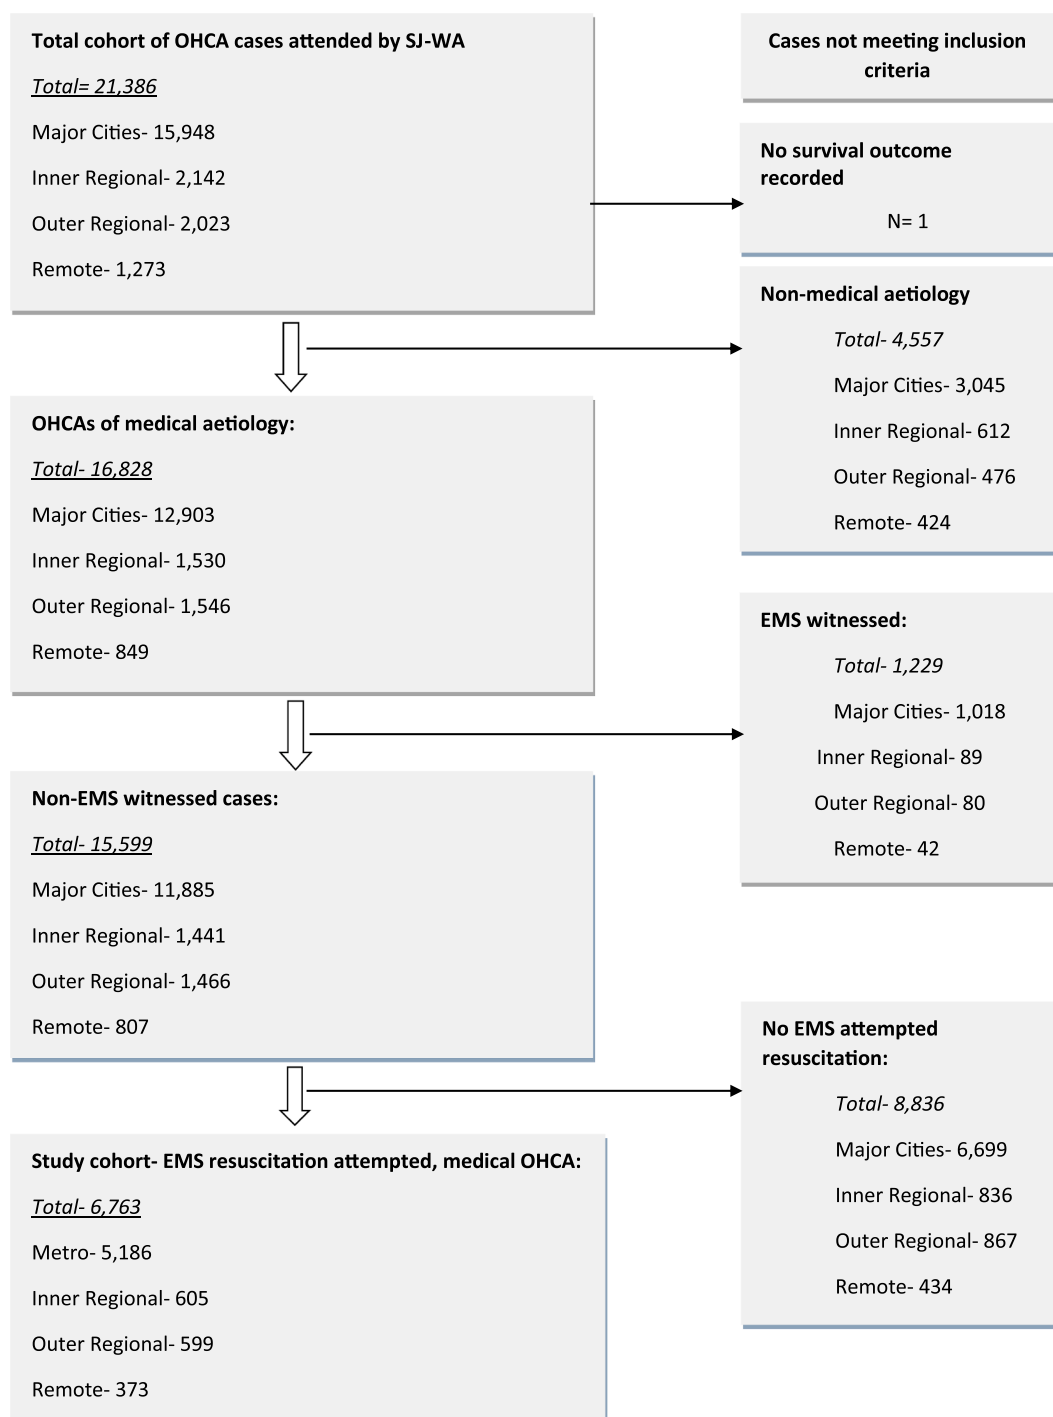 Total cohort of OHCA cases attended by SJ-WA
Total= 21,386
Major Cities- 15,948
Inner Regional- 2,142
Outer Regional- 2,023
Remote- 1,273
Cases not meeting inclusion
criteria
No survival outcome
recorded
N= 1
Non-medical aetiology
Total- 4,557
Major Cities- 3,045
Inner Regional- 612
Outer Regional- 476
Remote- 424
OHCAs of medical aetiology:
Total- 16,828
Major Cities- 12,903
Inner Regional- 1,530
Outer Regional- 1,546
Remote- 849
EMS witnessed:
Total- 1,229
Major Cities- 1,018
Inner Regional- 89
Outer Regional- 80
Remote- 42
Non-EMS witnessed cases:
Total- 15,599
Major Cities- 11,885
Inner Regional- 1,441
Outer Regional- 1,466
Remote- 807
No EMS attempted
resuscitation:
Total- 8,836
Major Cities- 6,699
Inner Regional- 836
Outer Regional- 867
Remote- 434
Study cohort- EMS resuscitation attempted, medical OHCA:
Total- 6,763
Metro- 5,186
Inner Regional- 605
Outer Regional- 599
Remote- 373